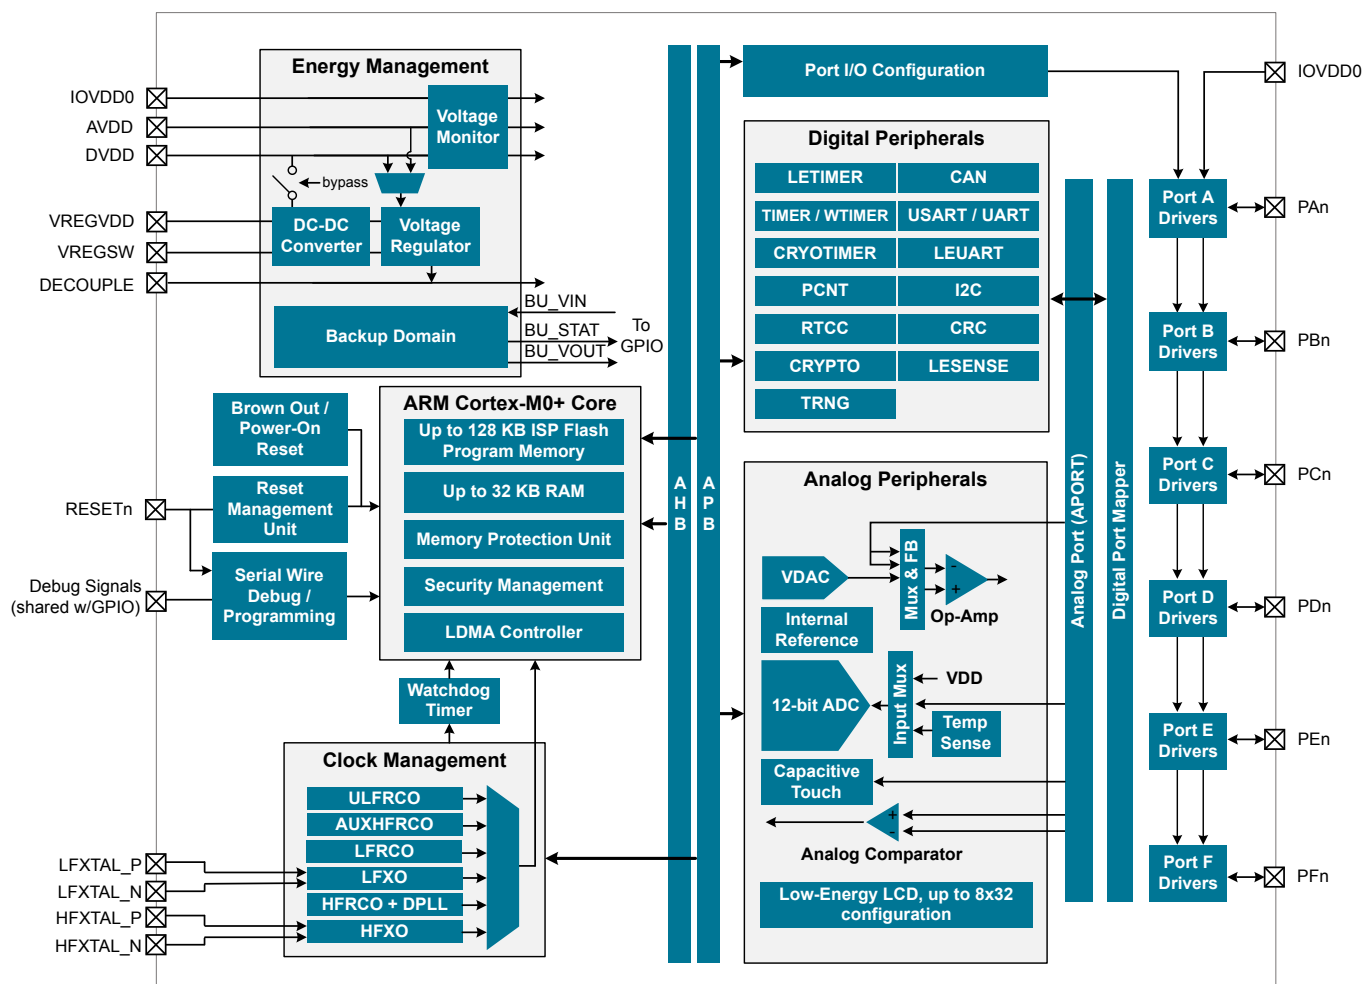 Energy Management
IOVDD0
AVDD
DVDD
Voltage
Monitor
bypass
VREGVDD
VREGSW
DECOUPLE
DC-DC
Converter
Voltage
Regulator
Backup Domain
BU_VIN
BU_STAT
BU_VOUT
To
GPIO
Brown Out /
Power-On
Reset
Reset
Management
Unit
Serial Wire
Debug /
Programming
RESETn
Debug Signals
(shared w/GPIO)
ARM Cortex-M0+ Core
Up to 128 KB ISP Flash
Program Memory
Up to 32 KB RAM
Memory Protection Unit
Security Management
LDMA Controller
Watchdog
Timer
Clock Management
ULFRCO
AUXHFRCO
LFRCO
LFXO
HFRCO + DPLL
HFXO
LFXTAL_P
LFXTAL_N
HFXTAL_P
HFXTAL_N
A
H
B
A
P
B
Port I/O Configuration
Digital Peripherals
LETIMER
CAN
TIMER / WTIMER
USART / UART
CRYOTIMER
LEUART
PCNT
I2C
RTCC
CRC
CRYPTO
LESENSE
TRNG
Analog Peripherals
VDAC
Mux & FB
-
+
Op-Amp
Internal
Reference
12-bit ADC
Input Mux
VDD
Temp
Sense
Capacitive
Touch
+
-
Analog Comparator
Low-Energy LCD, up to 8x32
configuration
Analog Port (APORT)
Digital Port Mapper
IOVDD0
Port A
Drivers
PAn
Port B
Drivers
PBn
Port C
Drivers
PCn
Port D
Drivers
PDn
Port E
Drivers
PEn
Port F
Drivers
PFn